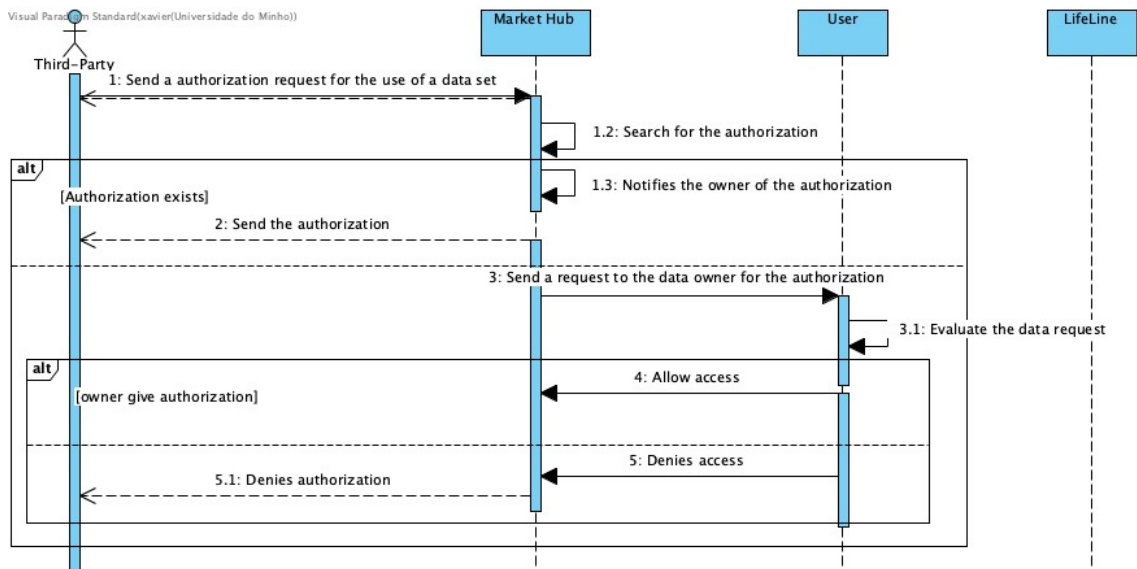 Visual Paradigm Standard(xavier(Universidade do Minho))
Market Hub
User
LifeLine
Third-Party
1: Send a authorization request for the use of a data set
1.2: Search for the authorization
alt
1.3: Notifies the owner of the authorization
[Authorization exists]
2: Send the authorization
3: Send a request to the data owner for the authorization
3.1: Evaluate the data request
alt
4: Allow access
[owner give authorization]
5: Denies access
5.1: Denies authorization